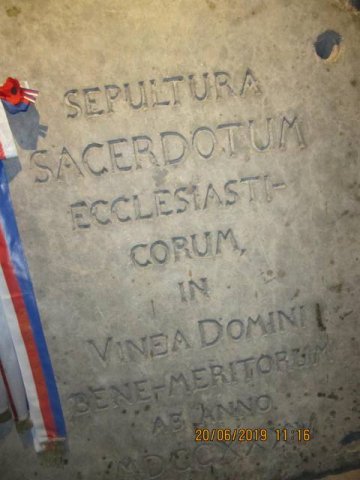 SEPULTURA
SACERDOTUM
ECCLESIASTI-
CORUM,
IN
VINEA DOMINI
BENE-MERITORUM
AB ANNO
20/06/2019 11:16